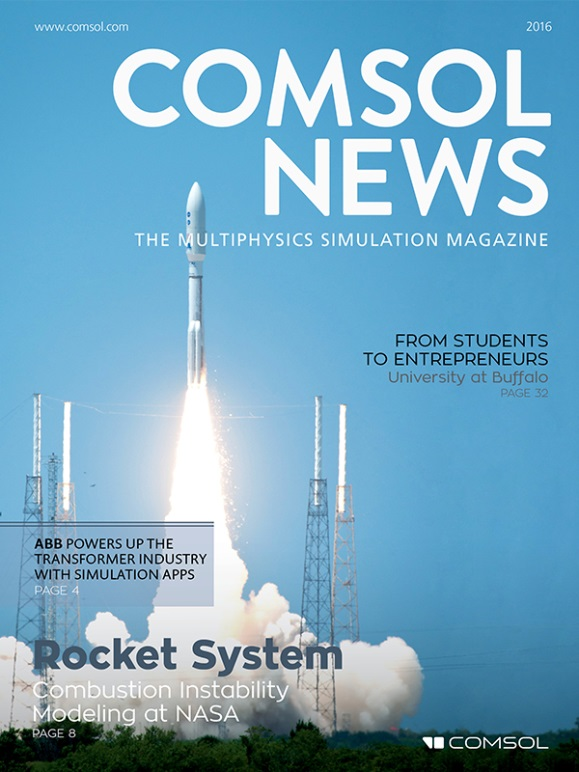 www.comsol.com
2016
COMSOL
NEWS
THE MULTIPHYSICS SIMULATION MAGAZINE
FROM STUDENTS
TO ENTREPRENEURS
University at Buffalo
PAGE 32
ABB POWERS UP THE
TRANSFORMER INDUSTRY
WITH SIMULATION APPS
PAGE 4
Rocket System
Combustion Instability
Modeling at NASA
PAGE 8
COMSOL